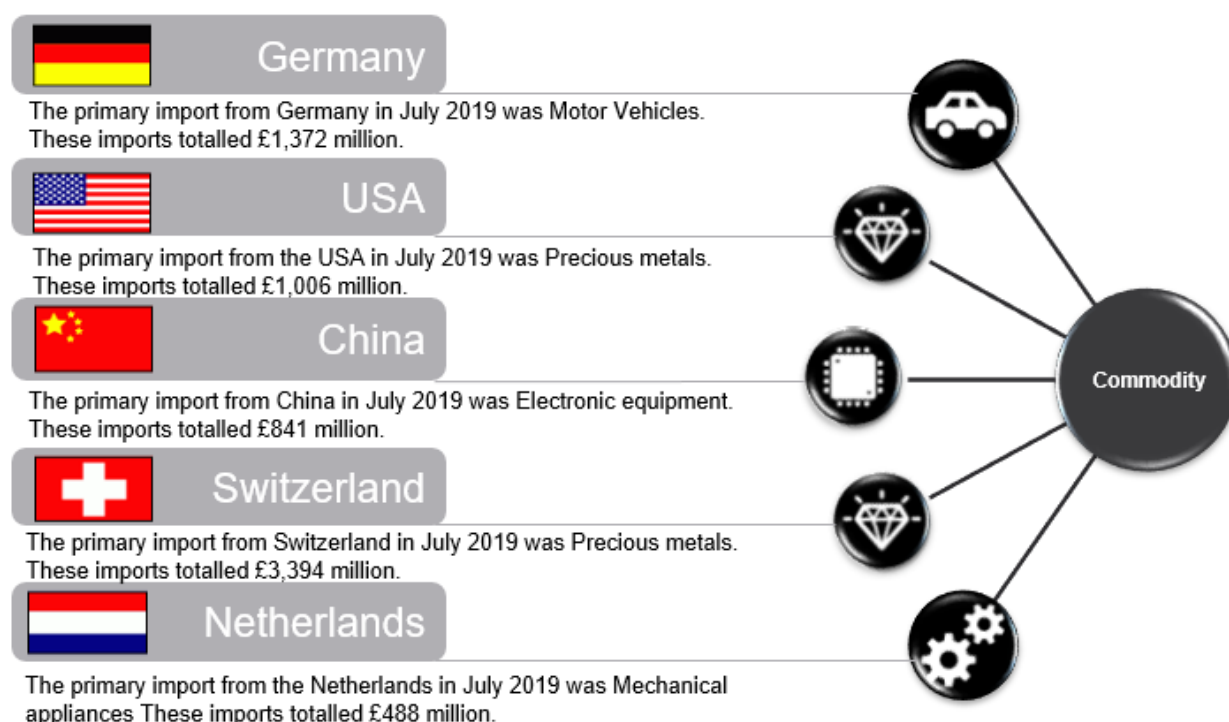 Germany
The primary import from Germany in July 2019 was Motor Vehicles.
These imports totalled £1,372 million.
USA
The primary import from the USA in July 2019 was Precious metals.
These imports totalled £1,006 million.
China
The primary import from China in July 2019 was Electronic equipment.
These imports totalled £841 million.
Commodity
Switzerland
The primary import from Switzerland in July 2019 was Precious metals.
These imports totalled £3,394 million.
Netherlands
The primary import from the Netherlands in July 2019 was Mechanical
appliances These imports totalled £488 million.